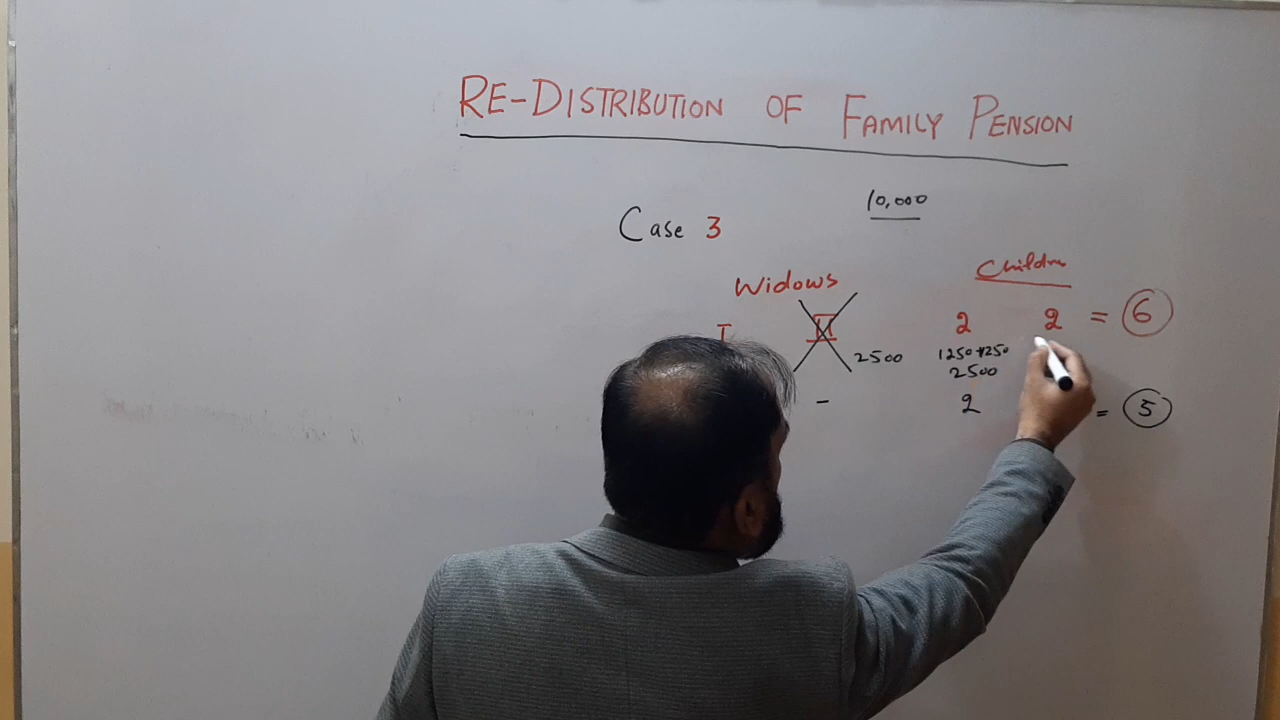 RE-DISTRIBUTION OF FAMILY PENSION
10,000
Case 3
Children
Widows
I II 2 2 = 6
2500 1250+1250
2500
- 2 = 5